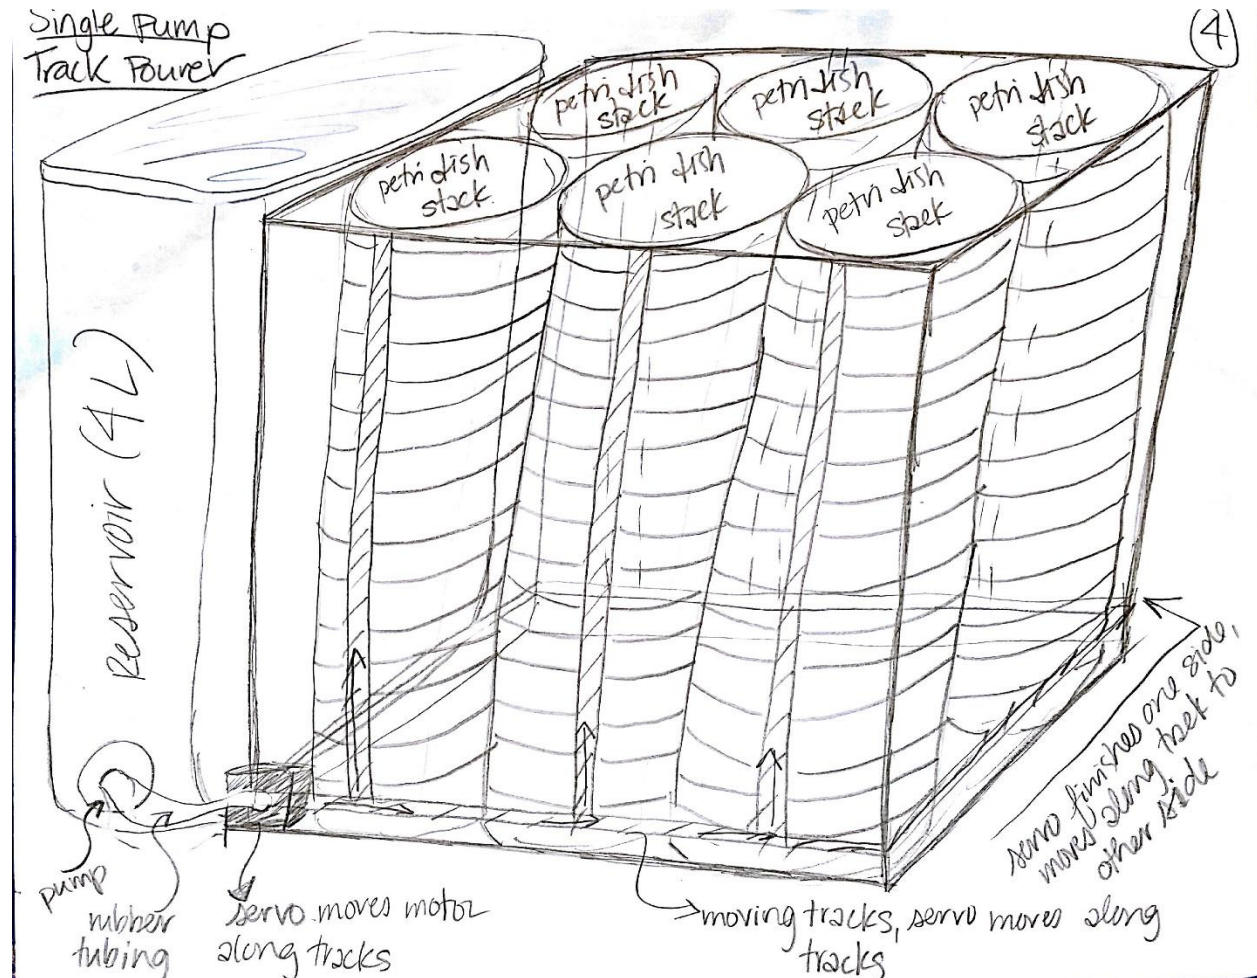 Single Pump
Track Pourer
4
petri dish
stack
petri dish
stack
petri dish
stack
petri dish
stack
petri dish
stack
petri dish
stack
Reservoir (4L)
pump
rubber
tubing
servo moves motor
along tracks
moving tracks, servo moves along
tracks
servo finishes one side,
moves along track to
other side